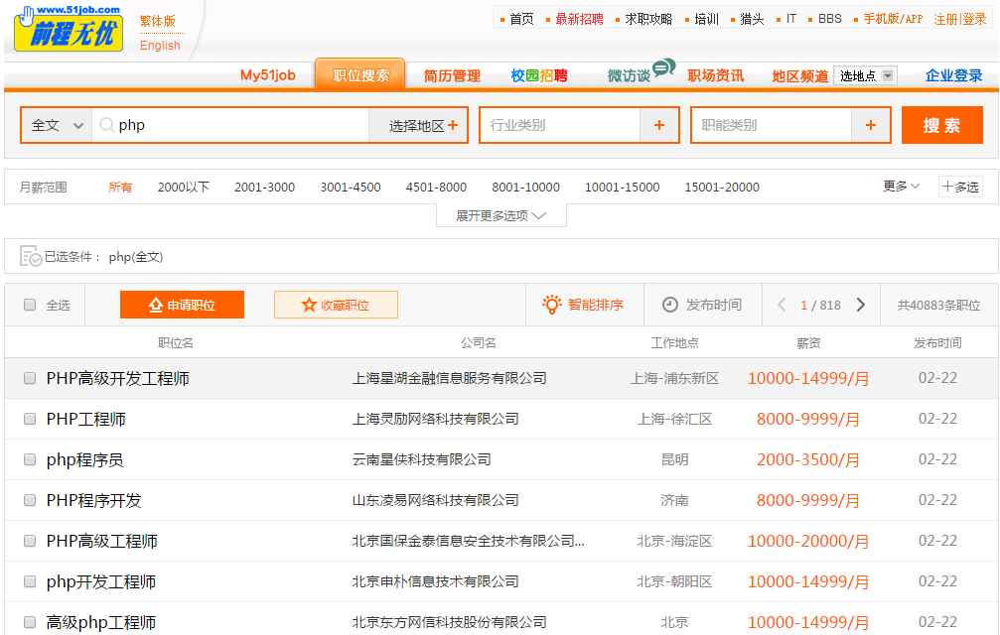 www.51job.com
前程无忧
繁体版
English
首页 最新招聘 求职攻略 培训 猎头 IT BBS 手机版/APP 注册|登录
My51job 职位搜索 简历管理 校园招聘 微访谈 职场资讯 地区频道 选地点 企业登录
全文 php 选择地区+ 行业类别 + 职能类别 + 搜 索
月薪范围 所有 2000以下 2001-3000 3001-4500 4501-8000 8001-10000 10001-15000 15001-20000 更多 +多选
展开更多选项
已选条件： php(全文)
全选 申请职位 收藏职位 智能排序 发布时间 1 / 818 共40883条职位
职位名 公司名 工作地点 薪资 发布时间
PHP高级开发工程师 上海星湖金融信息服务有限公司 上海-浦东新区 10000-14999/月 02-22
PHP工程师 上海灵励网络科技有限公司 上海-徐汇区 8000-9999/月 02-22
php程序员 云南星侠科技有限公司 昆明 2000-3500/月 02-22
PHP程序开发 山东凌易网络科技有限公司 济南 8000-9999/月 02-22
PHP高级工程师 北京国保金泰信息安全技术有限公司... 北京-海淀区 10000-20000/月 02-22
php开发工程师 北京申朴信息技术有限公司 北京-朝阳区 10000-14999/月 02-22
高级php工程师 北京东方网信科技股份有限公司 北京 10000-14999/月 02-22